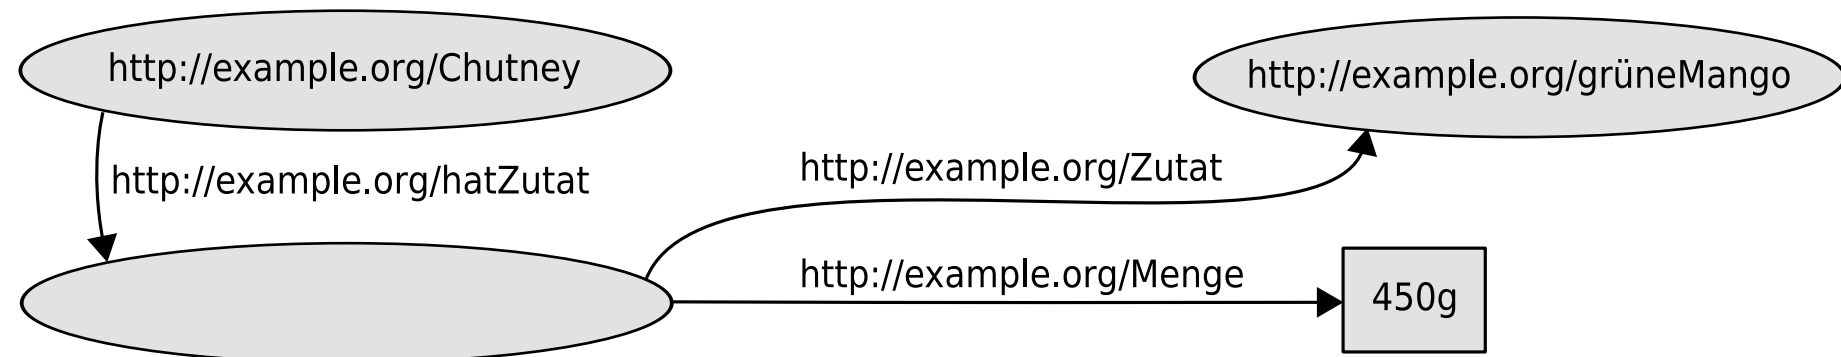 http://example.org/Chutney
http://example.org/grüneMango
http://example.org/hatZutat
http://example.org/Zutat
http://example.org/Menge
450g